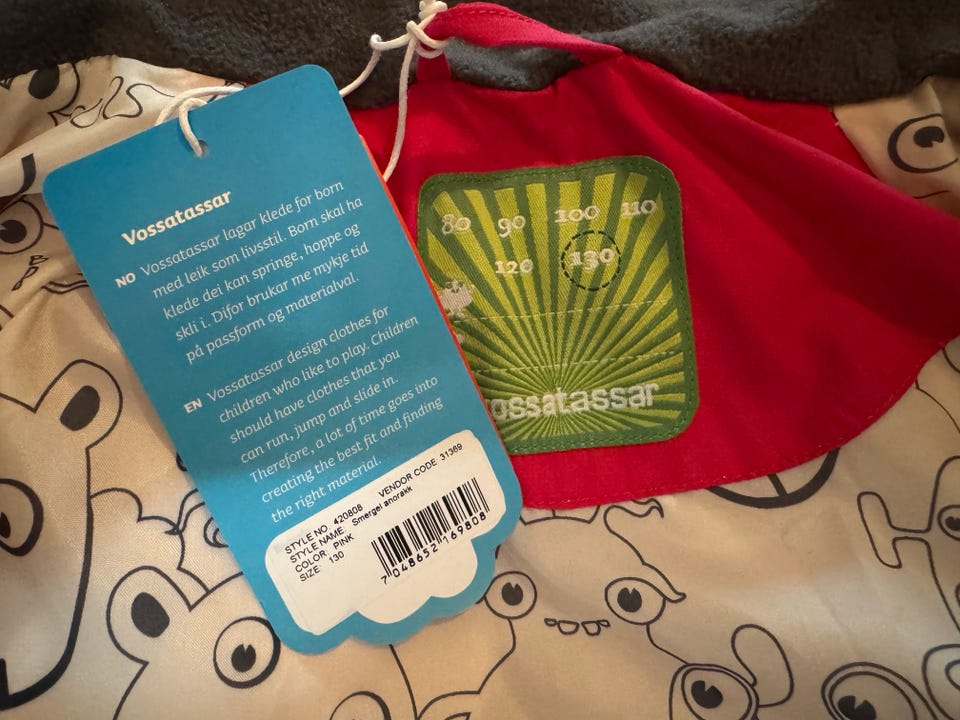 Vossatassar
NO Vossatassar lagar klede for born
med leik som livsstil. Born skal ha
klede dei kan springe, hoppe og
skli i. Difor brukar me mykje tid
på passform og materialval.
EN Vossatassar design clothes for
children who like to play. Children
should have clothes that you
can run, jump and slide in.
Therefore, a lot of time goes into
creating the best fit and finding
the right material.
STYLE NO. 420808 VENDOR CODE 31369
STYLE NAME: Smergel anorakk
COLOR PINK
SIZE: 130
7 048652 169808
80 90 100 110
120 130
ossatassar